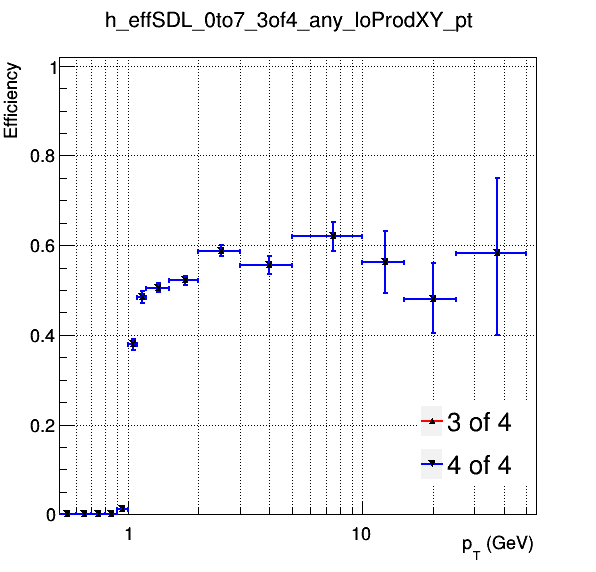 h_effSDL_0to7_3of4_any_loProdXY_pt
Efficiency
1
0.8
0.6
0.4
0.2
0
3 of 4
4 of 4
1
10
p_T (GeV)